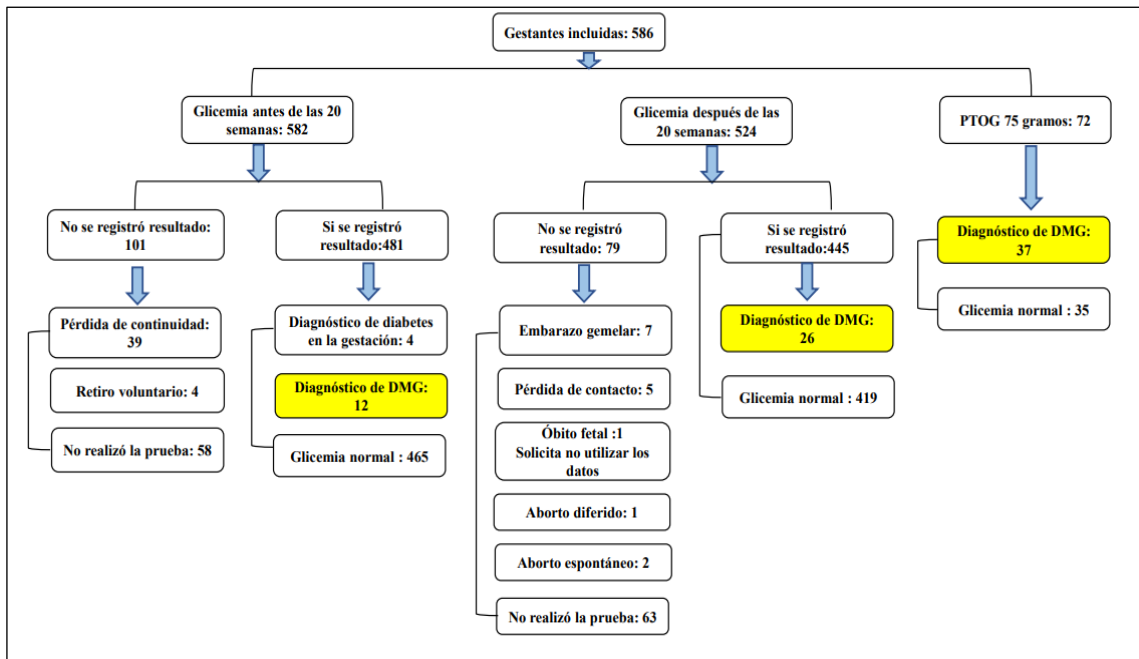 Gestantes incluidas: 586
Glicemia antes de las 20
semanas: 582
Glicemia después de las
20 semanas: 524
PTOG 75 gramos: 72
No se registró resultado:
101
Si se registró
resultado:481
No se registró
resultado: 79
Si se registró
resultado:445
Diagnóstico de DMG:
37
Glicemia normal : 35
Pérdida de continuidad:
39
Retiro voluntario: 4
No realizó la prueba: 58
Diagnóstico de diabetes
en la gestación: 4
Diagnóstico de DMG:
12
Glicemia normal : 465
Embarazo gemelar: 7
Pérdida de contacto: 5
Óbito fetal :1
Solicita no utilizar los
datos
Aborto diferido: 1
Aborto espontáneo: 2
No realizó la prueba: 63
Diagnóstico de DMG:
26
Glicemia normal : 419